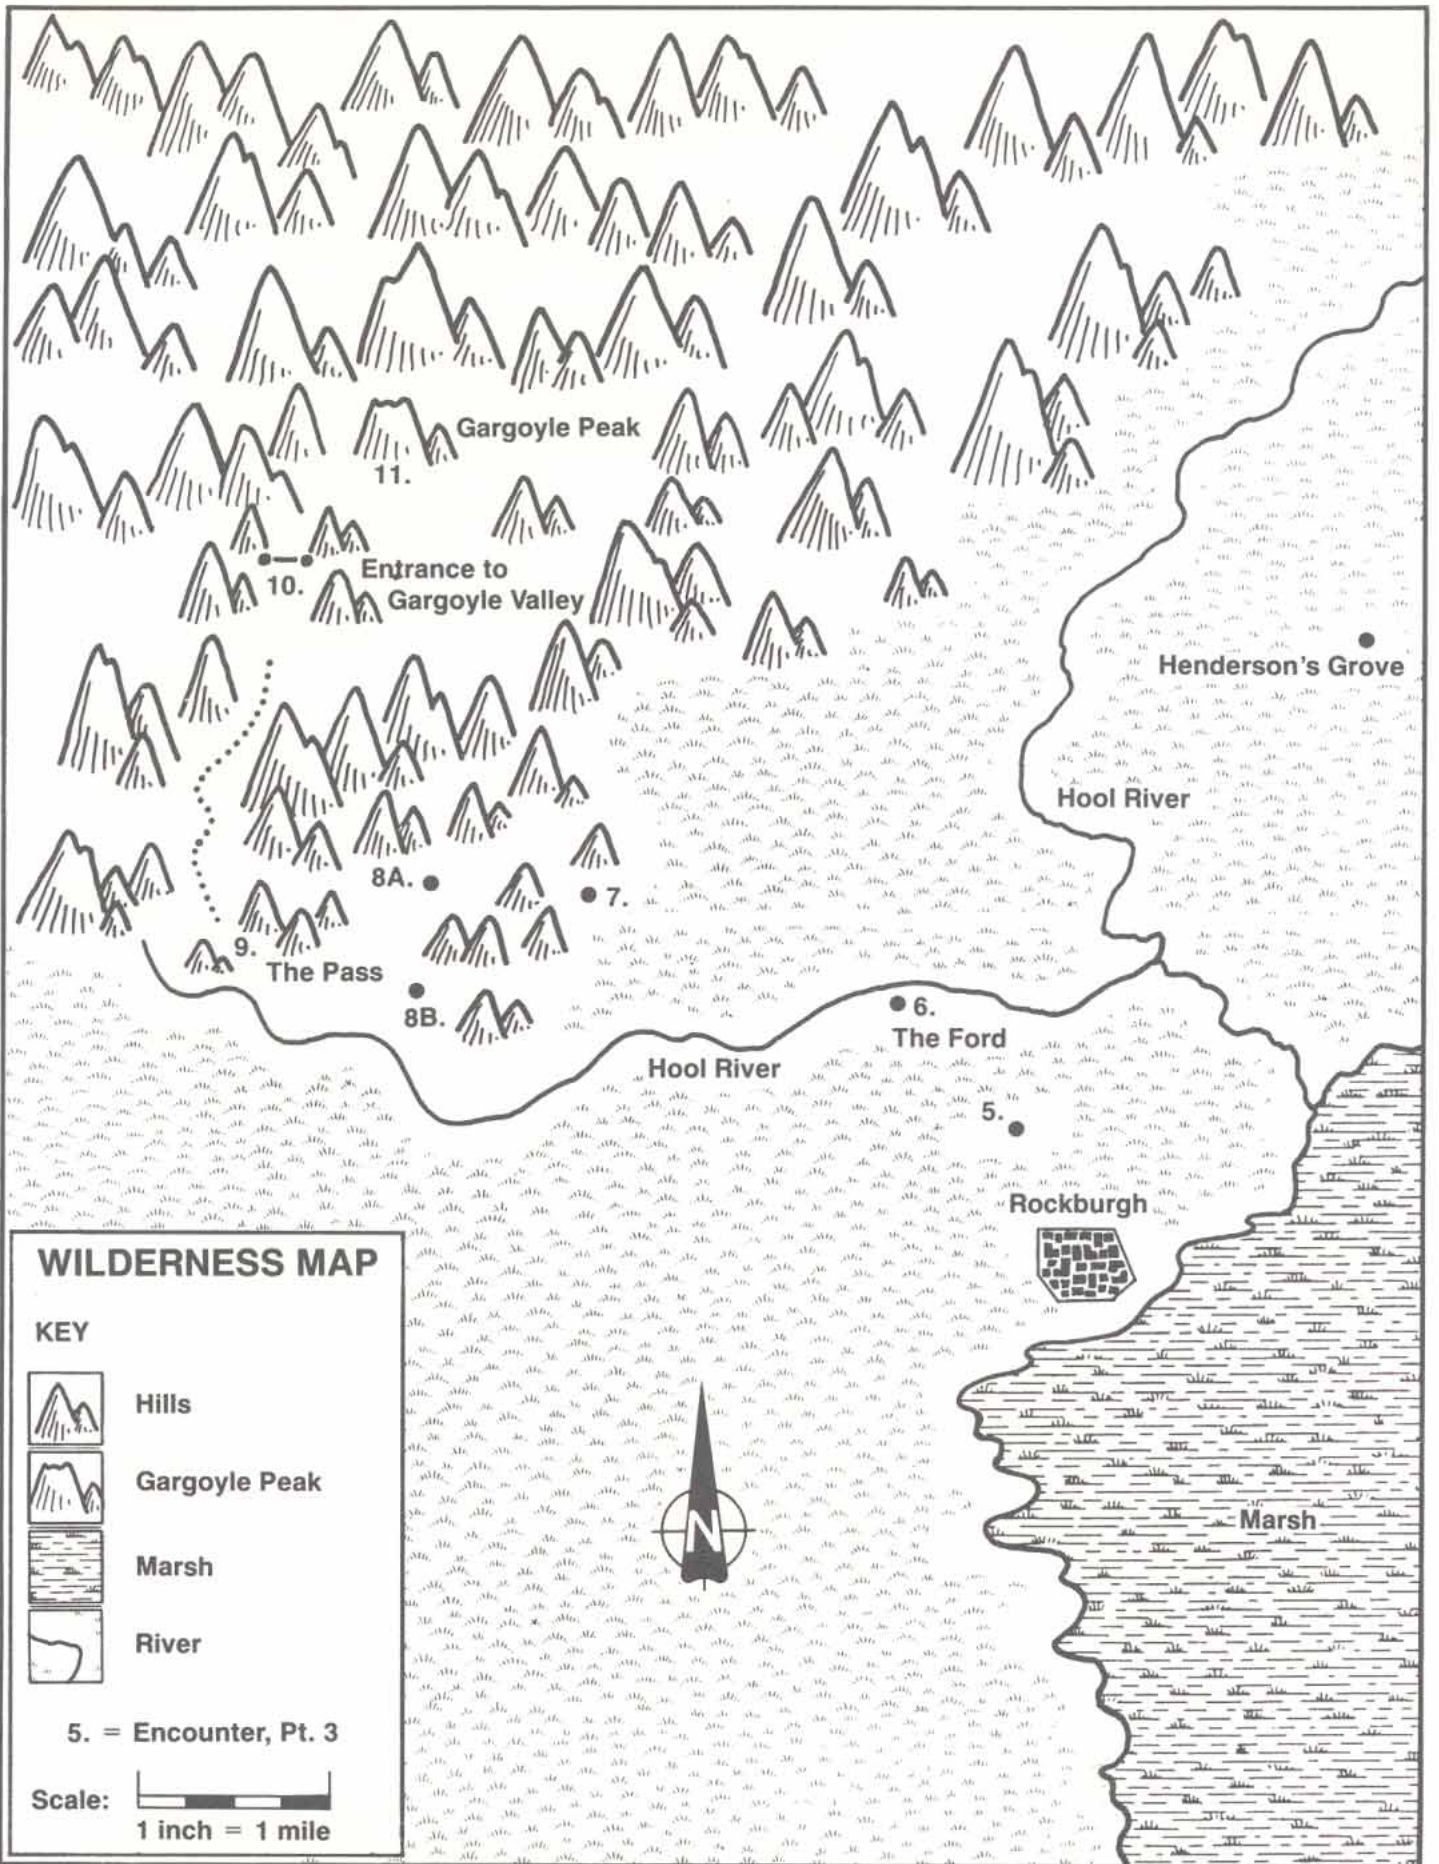 Gargoyle Peak
11.
10.
Entrance to
Gargoyle Valley
Henderson's Grove
Hool River
8A.
7.
9.
The Pass
8B.
6.
The Ford
Hool River
5.
Rockburgh
WILDERNESS MAP
KEY
Hills
Gargoyle Peak
Marsh
River
5. = Encounter, Pt. 3
Scale:
1 inch = 1 mile
N
Marsh